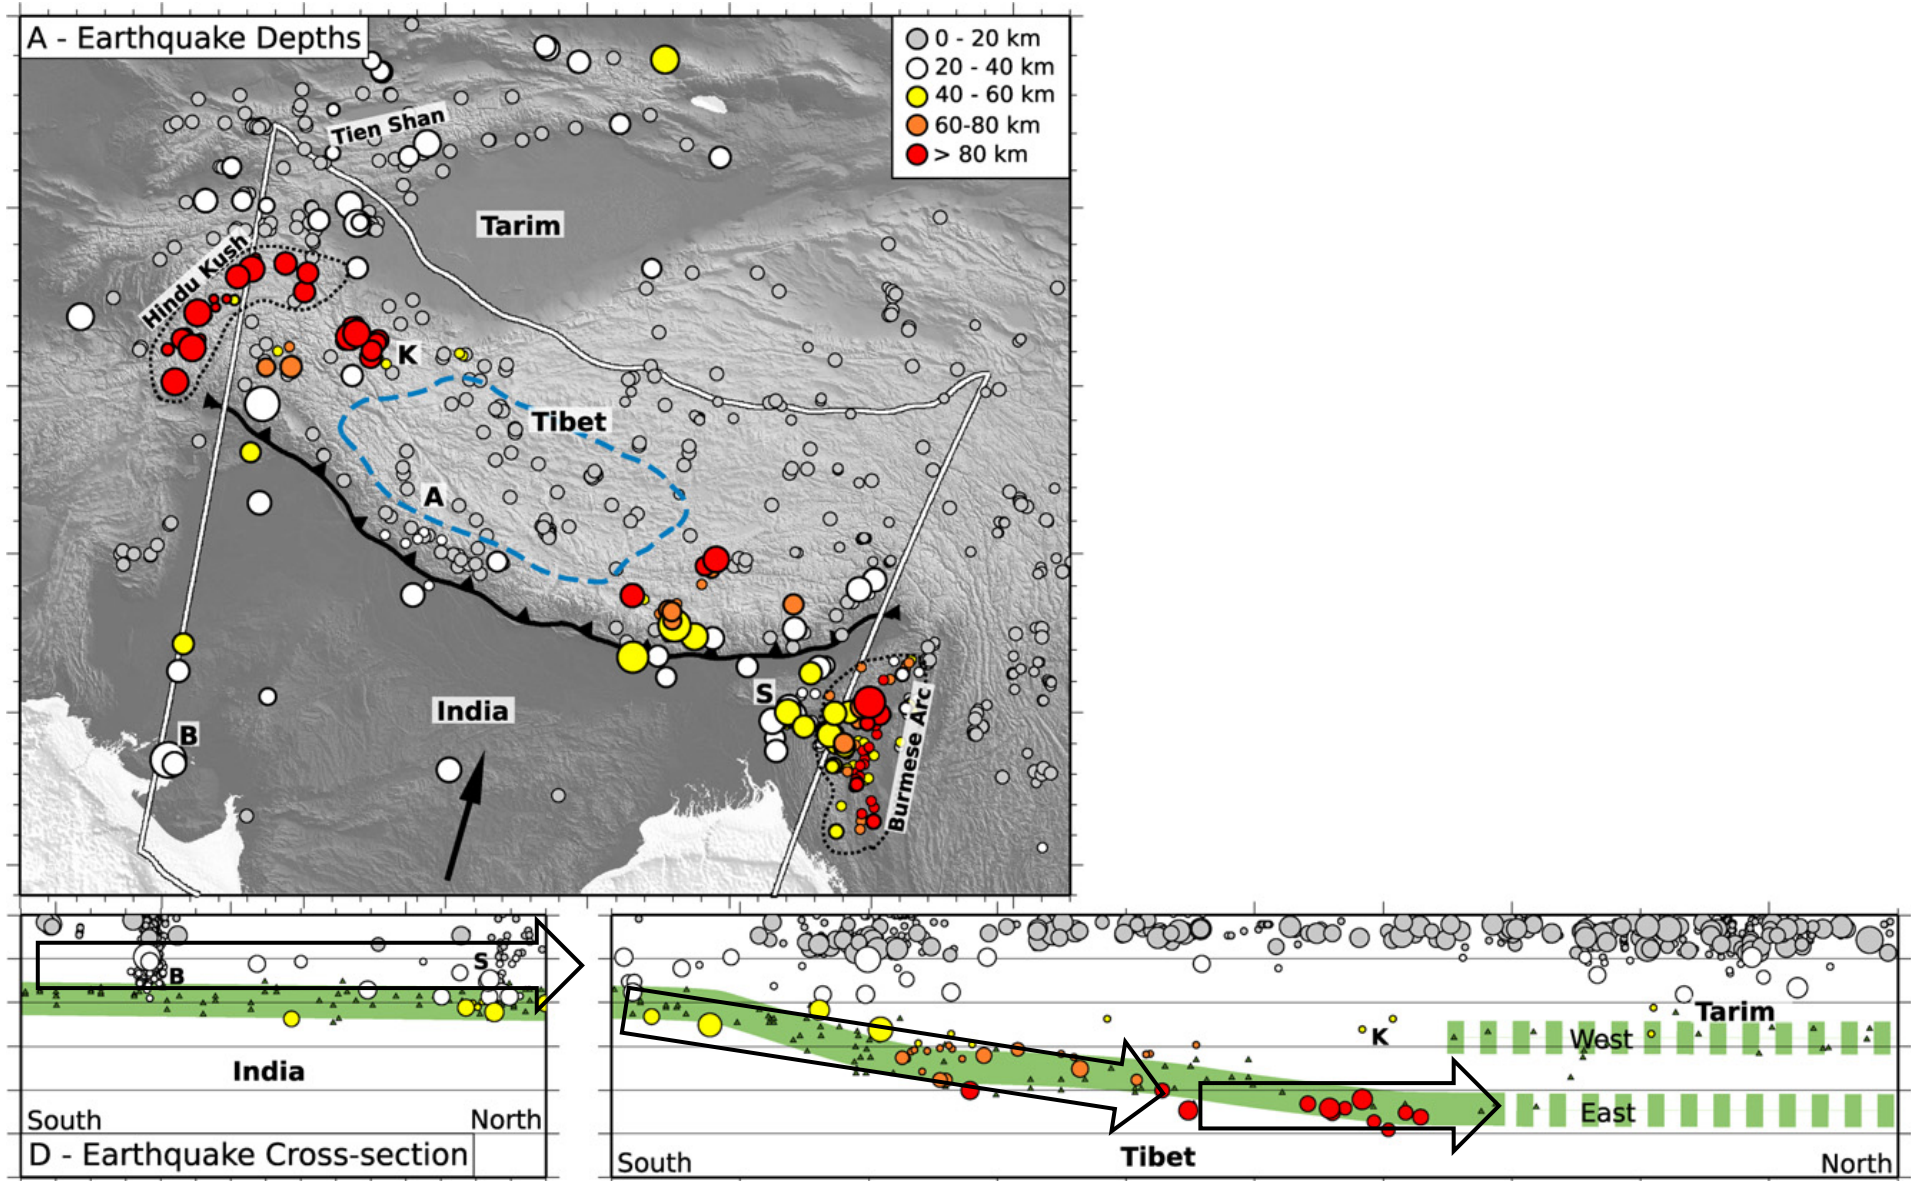 A - Earthquake Depths
0 - 20 km
20 - 40 km
40 - 60 km
60-80 km
> 80 km
Tien Shan
Tarim
Hindu Kush
K
Tibet
A
S
India
B
Burmese Arc
B
S
India
South
North
D - Earthquake Cross-section
Tarim
K
West
East
South
Tibet
North